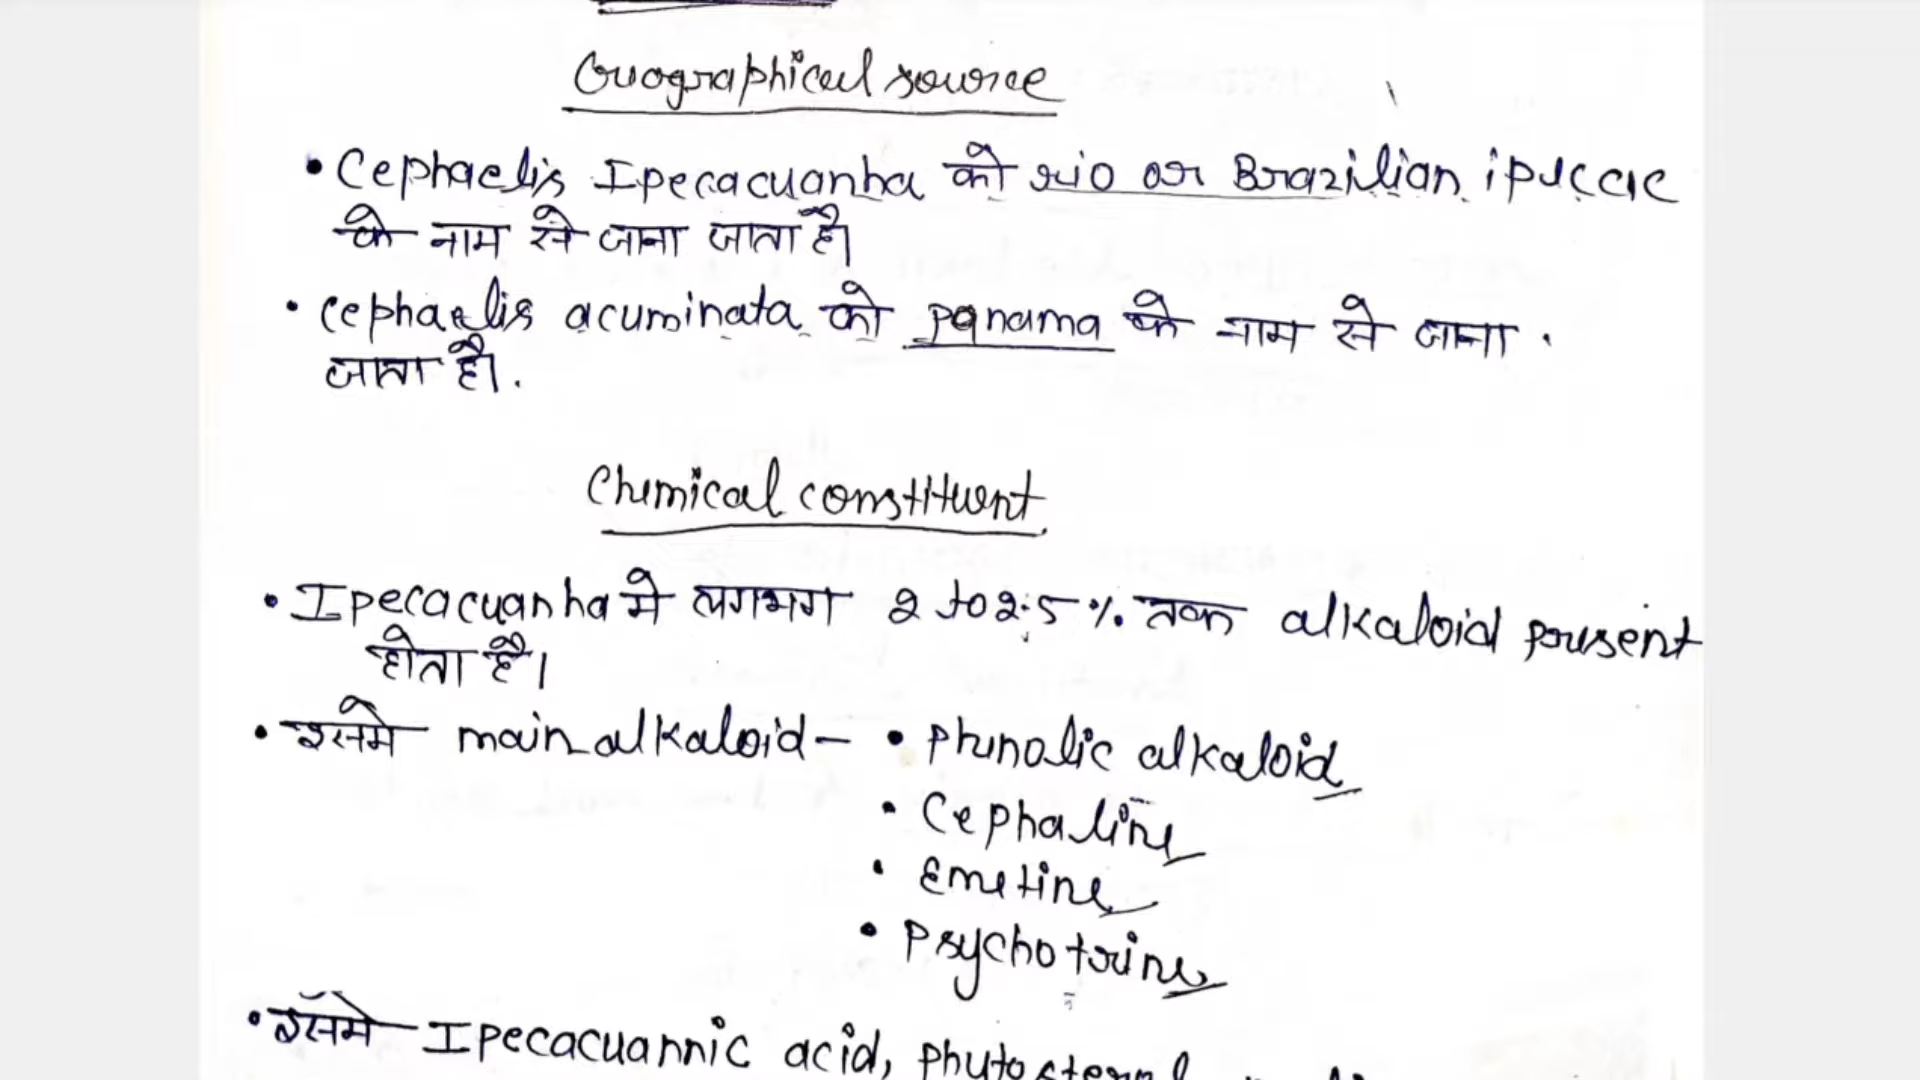 Geographical source
• Cephaelis Ipecacuanha को rio or Brazilian ipecac
के नाम से जाना जाता है।
• cephaelis acuminata को panama के नाम से जाना
जाता है।
Chemical constituent
• Ipecacuanha मे लगभग 2 to 2.5 % तक alkaloid present
होता है।
• इसमे main alkaloid – • Phenolic alkaloid
• Cephaline
• Emetine
• Psychotrine
• इसमे Ipecacuannic acid, phytosterol